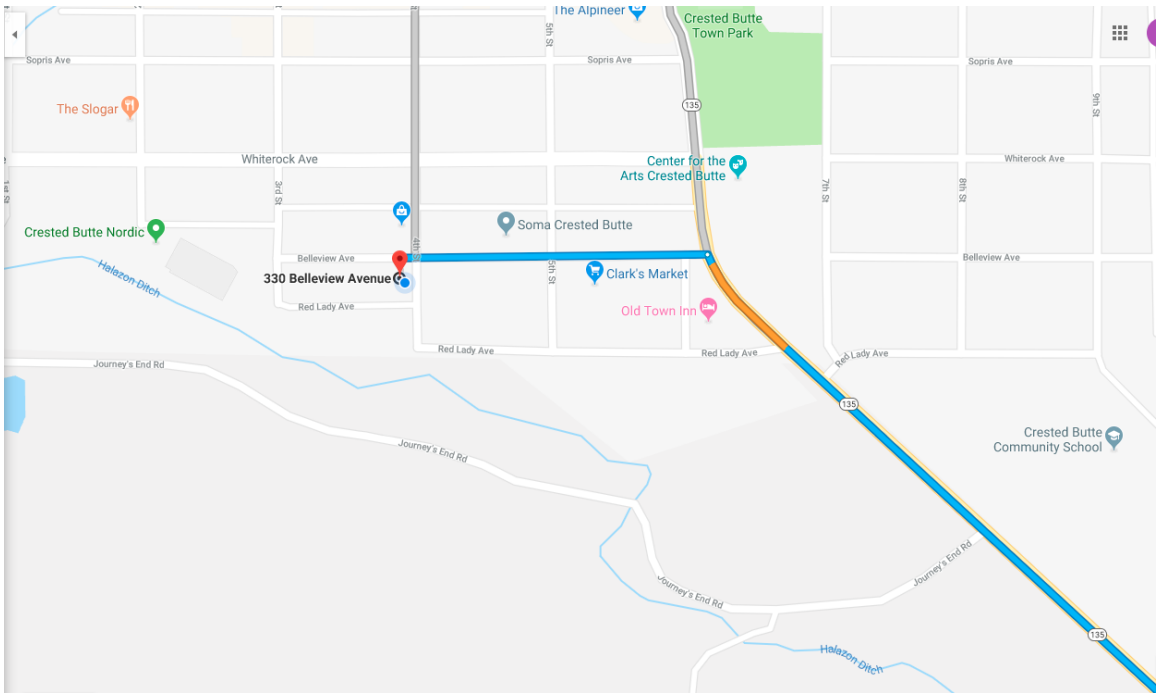 The Alpineer
Crested Butte
Town Park
5th St
Sopris Ave
Sopris Ave
Sopris Ave
The Slogar
135
9th St
Whiterock Ave
Center for the
Arts Crested Butte
Whiterock Ave
1st St
3rd St
7th St
8th St
Crested Butte Nordic
Soma Crested Butte
4th St
Belleview Ave
Belleview Ave
Halazon Ditch
330 Belleview Avenue
5th St
Clark's Market
Red Lady Ave
Old Town Inn
Red Lady Ave
Red Lady Ave
Red Lady Ave
Journey's End Rd
135
Crested Butte
Community School
Journey's End Rd
Journey's End Rd
Journey's End Rd
135
Halazon Ditch